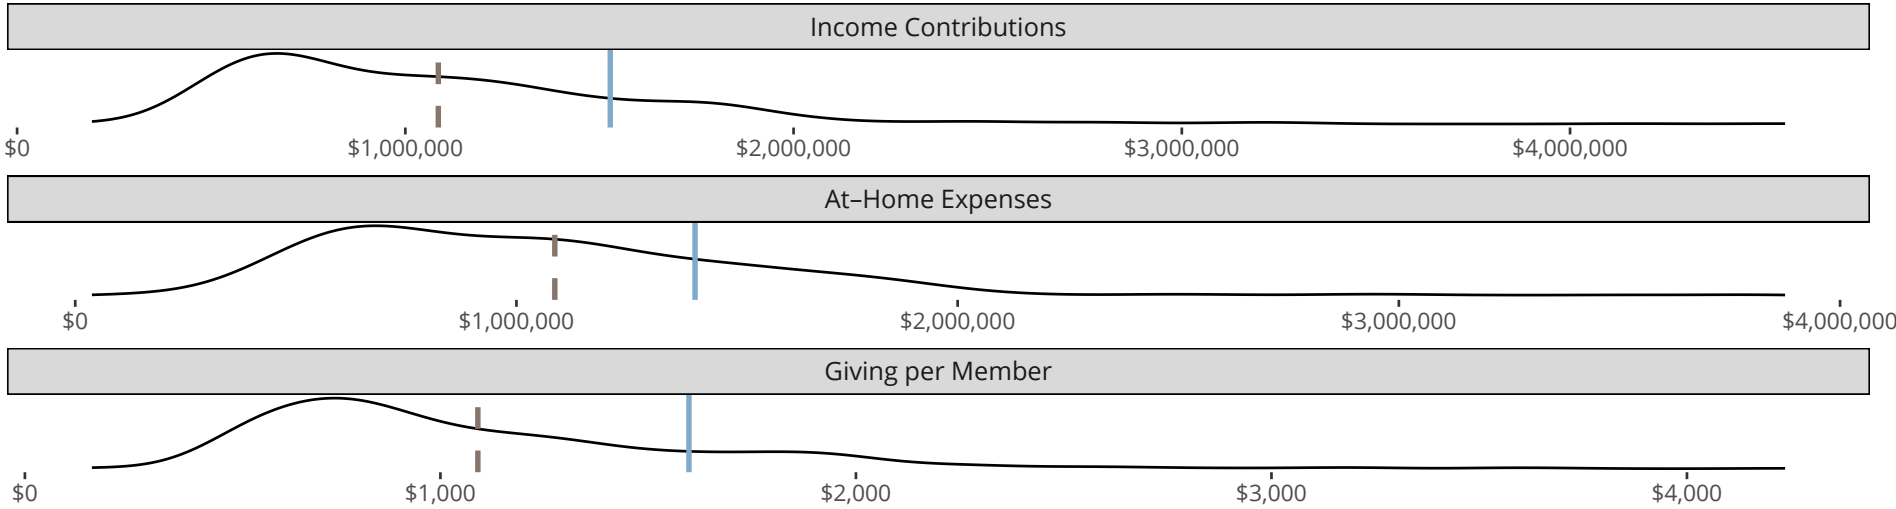 Income Contributions
$0 $1,000,000 $2,000,000 $3,000,000 $4,000,000
At–Home Expenses
$0 $1,000,000 $2,000,000 $3,000,000 $4,000,000
Giving per Member
$0 $1,000 $2,000 $3,000 $4,000